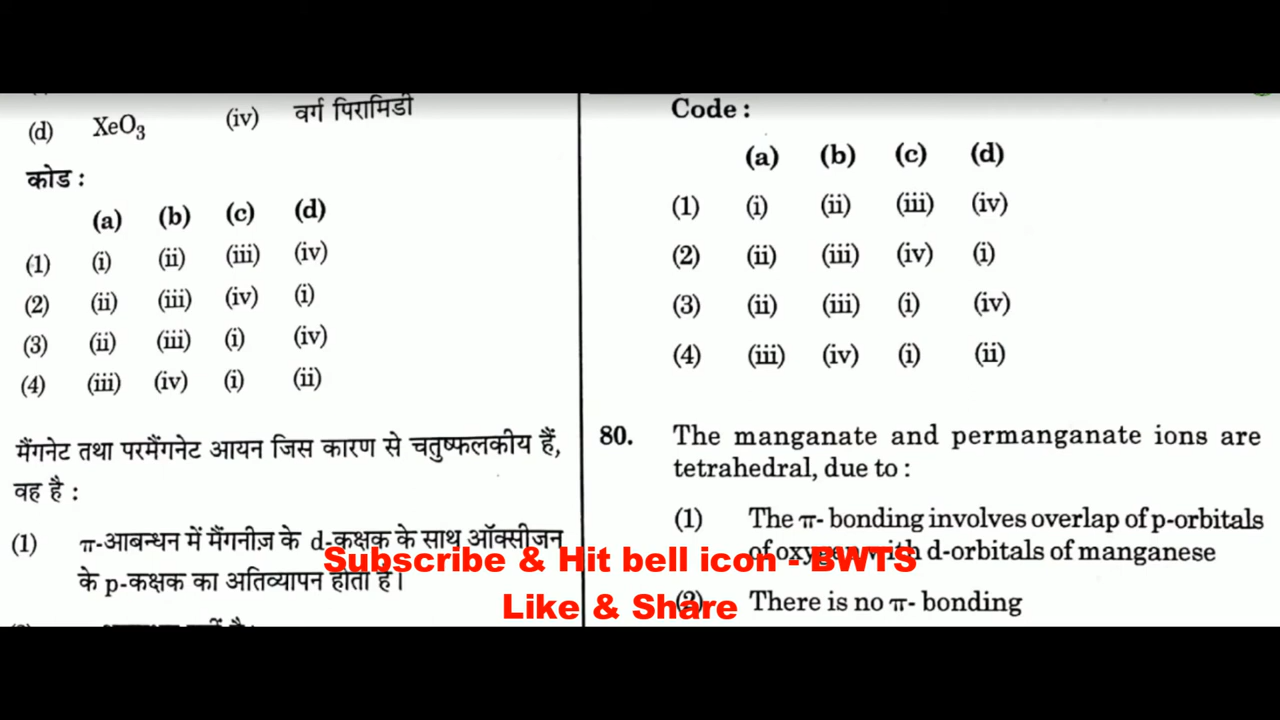 (d) XeO3 (iv) वर्ग पिरामिडी
कोड :
(a) (b) (c) (d)
(1) (i) (ii) (iii) (iv)
(2) (ii) (iii) (iv) (i)
(3) (ii) (iii) (i) (iv)
(4) (iii) (iv) (i) (ii)
मैंगनेट तथा परमैंगनेट आयन जिस कारण से चतुष्फलकीय हैं,
वह है :
(1) π-आबन्धन में मैंगनीज़ के d-कक्षक के साथ ऑक्सीजन
के p-कक्षक का अतिव्यापन होता है।
Code :
(a) (b) (c) (d)
(1) (i) (ii) (iii) (iv)
(2) (ii) (iii) (iv) (i)
(3) (ii) (iii) (i) (iv)
(4) (iii) (iv) (i) (ii)
80. The manganate and permanganate ions are
tetrahedral, due to :
(1) The π- bonding involves overlap of p-orbitals
of oxygen with d-orbitals of manganese
(2) There is no π- bonding
Subscribe & Hit bell icon - BWTS
Like & Share